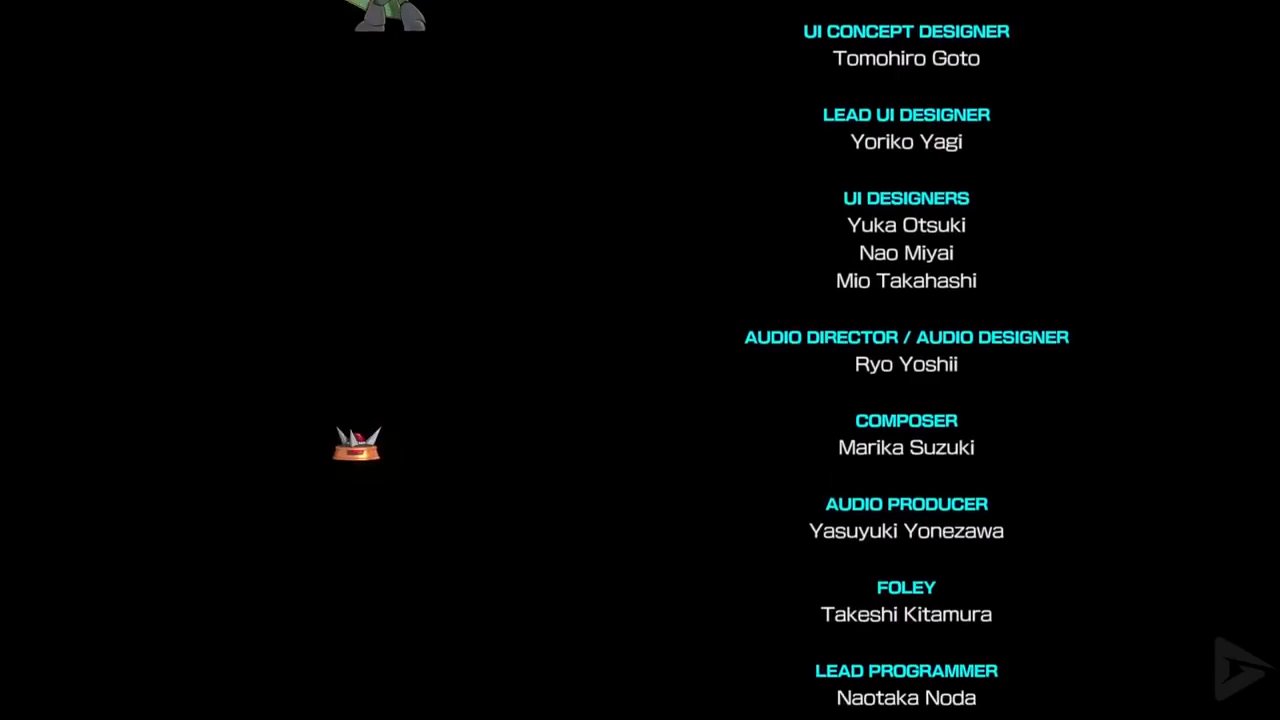 UI CONCEPT DESIGNER
Tomohiro Goto
LEAD UI DESIGNER
Yoriko Yagi
UI DESIGNERS
Yuka Otsuki
Nao Miyai
Mio Takahashi
AUDIO DIRECTOR / AUDIO DESIGNER
Ryo Yoshii
COMPOSER
Marika Suzuki
AUDIO PRODUCER
Yasuyuki Yonezawa
FOLEY
Takeshi Kitamura
LEAD PROGRAMMER
Naotaka Noda